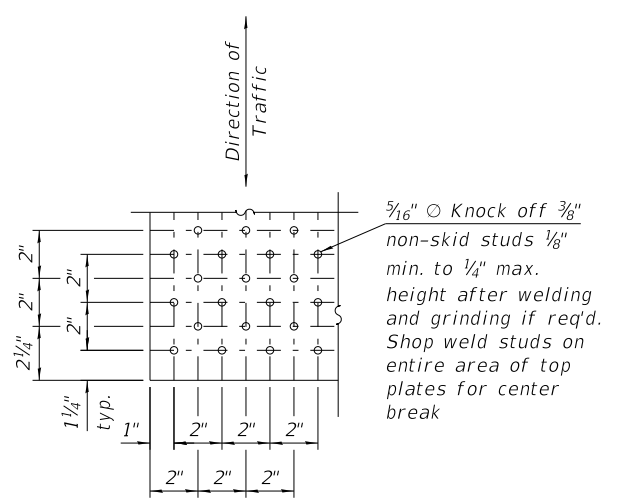 Direction of
Traffic
5/16" Ø Knock off 3/8"
non-skid studs 1/8"
min. to 1/4" max.
height after welding
and grinding if req'd.
Shop weld studs on
entire area of top
plates for center
break
2"
2"
2"
2"
2 1/4"
1 1/4"
typ.
1"
2"
2"
2"
2"
2"
2"